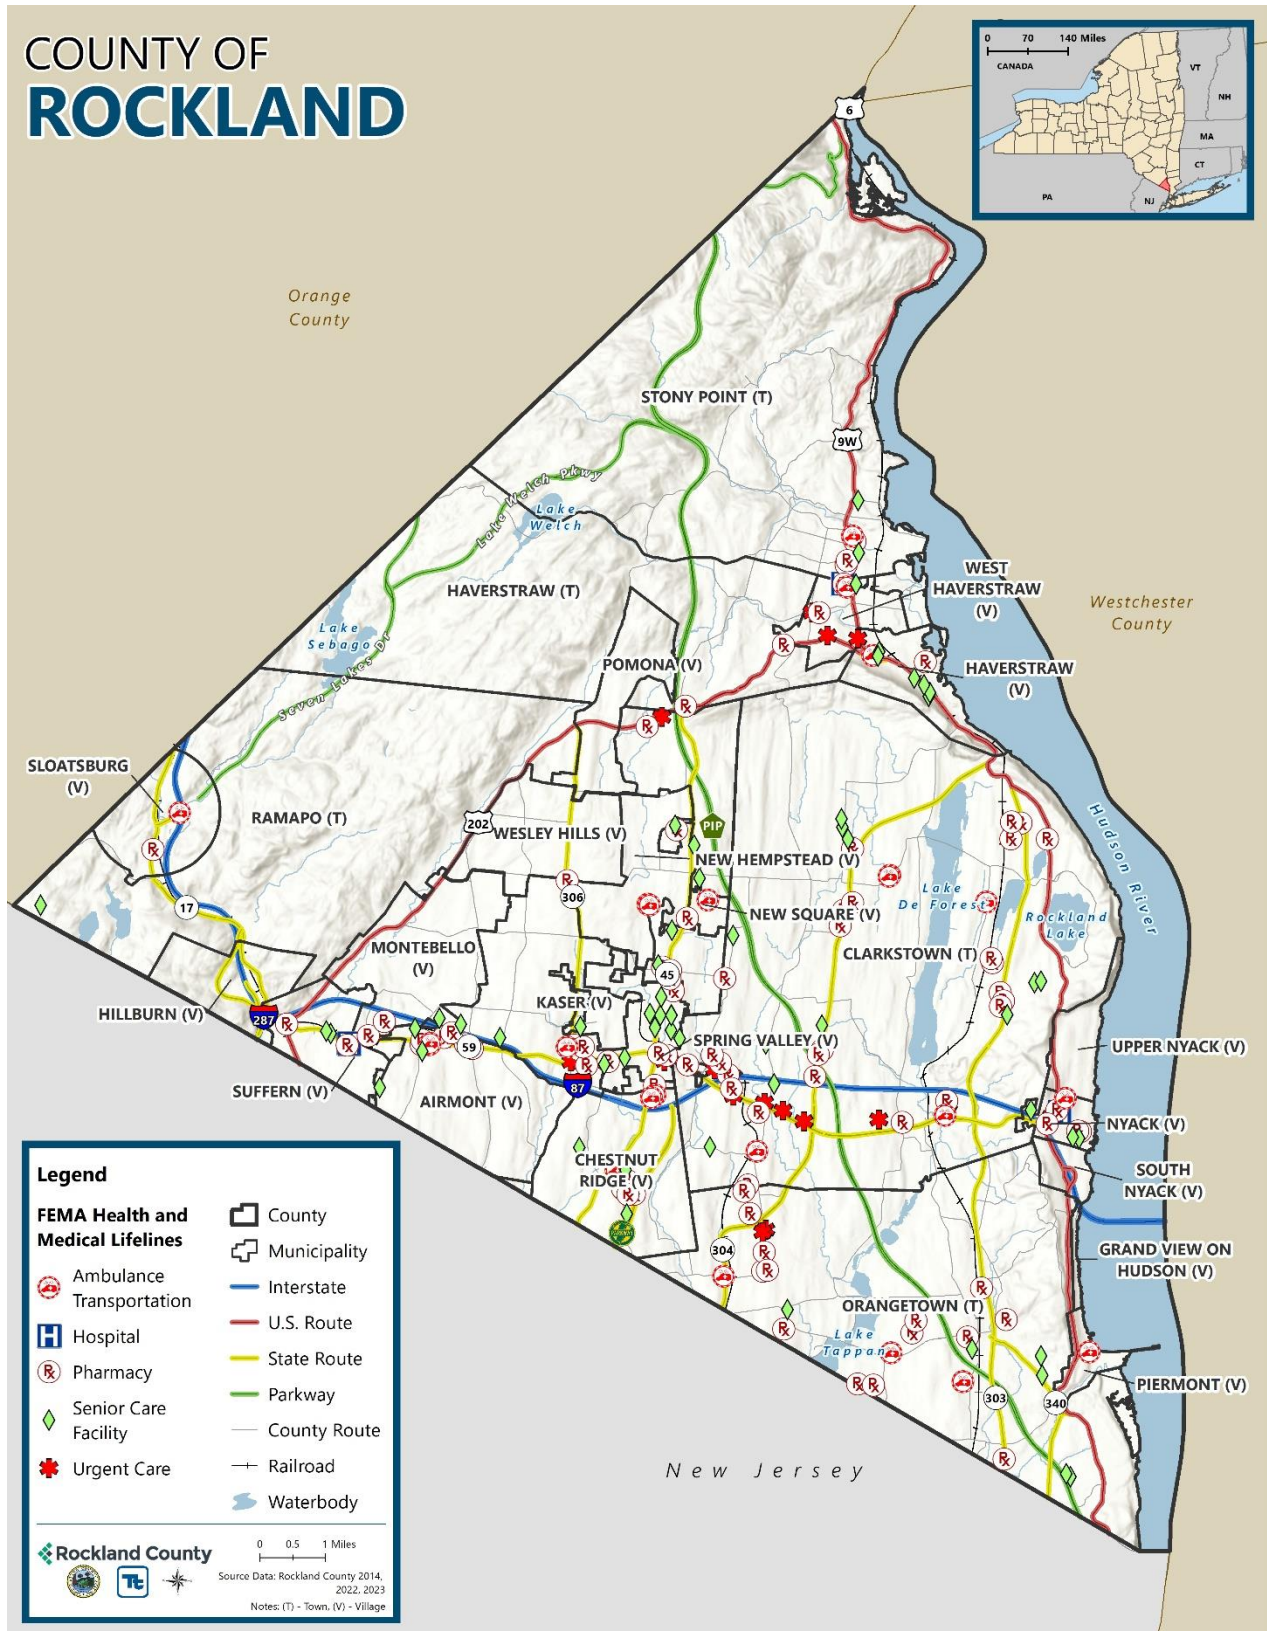 COUNTY OF
ROCKLAND
0 70 140 Miles
CANADA
VT
NH
MA
CT
PA
NJ
6
Orange
County
STONY POINT (T)
9W
Lake Welch Pkwy
Lake
Welch
HAVERSTRAW (T)
WEST
HAVERSTRAW
(V)
Westchester
County
Lake
Sebago
Seven Lakes Dr
POMONA (V)
HAVERSTRAW
(V)
SLOATSBURG
(V)
RAMAPO (T)
202
WESLEY HILLS (V)
PIP
Hudson River
NEW HEMPSTEAD (V)
306
Lake
De Forest
17
NEW SQUARE (V)
Rockland
Lake
MONTEBELLO
(V)
CLARKSTOWN (T)
45
KASER (V)
HILLBURN (V)
287
59
SPRING VALLEY (V)
UPPER NYACK (V)
SUFFERN (V)
87
AIRMONT (V)
NYACK (V)
CHESTNUT
RIDGE (V)
SOUTH
NYACK (V)
304
GRAND VIEW ON
HUDSON (V)
ORANGETOWN (T)
Lake
Tappan
PIERMONT (V)
303
340
New Jersey
Legend
FEMA Health and
Medical Lifelines
Ambulance
Transportation
H Hospital
Rx Pharmacy
Senior Care
Facility
Urgent Care
County
Municipality
Interstate
U.S. Route
State Route
Parkway
County Route
Railroad
Waterbody
Rockland County
Tt
0 0.5 1 Miles
Source Data: Rockland County 2014,
2022, 2023
Notes: (T) - Town, (V) - Village